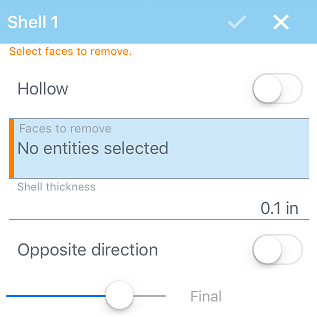 Shell 1
Select faces to remove.
Hollow
Faces to remove
No entities selected
Shell thickness
0.1 in
Opposite direction
Final